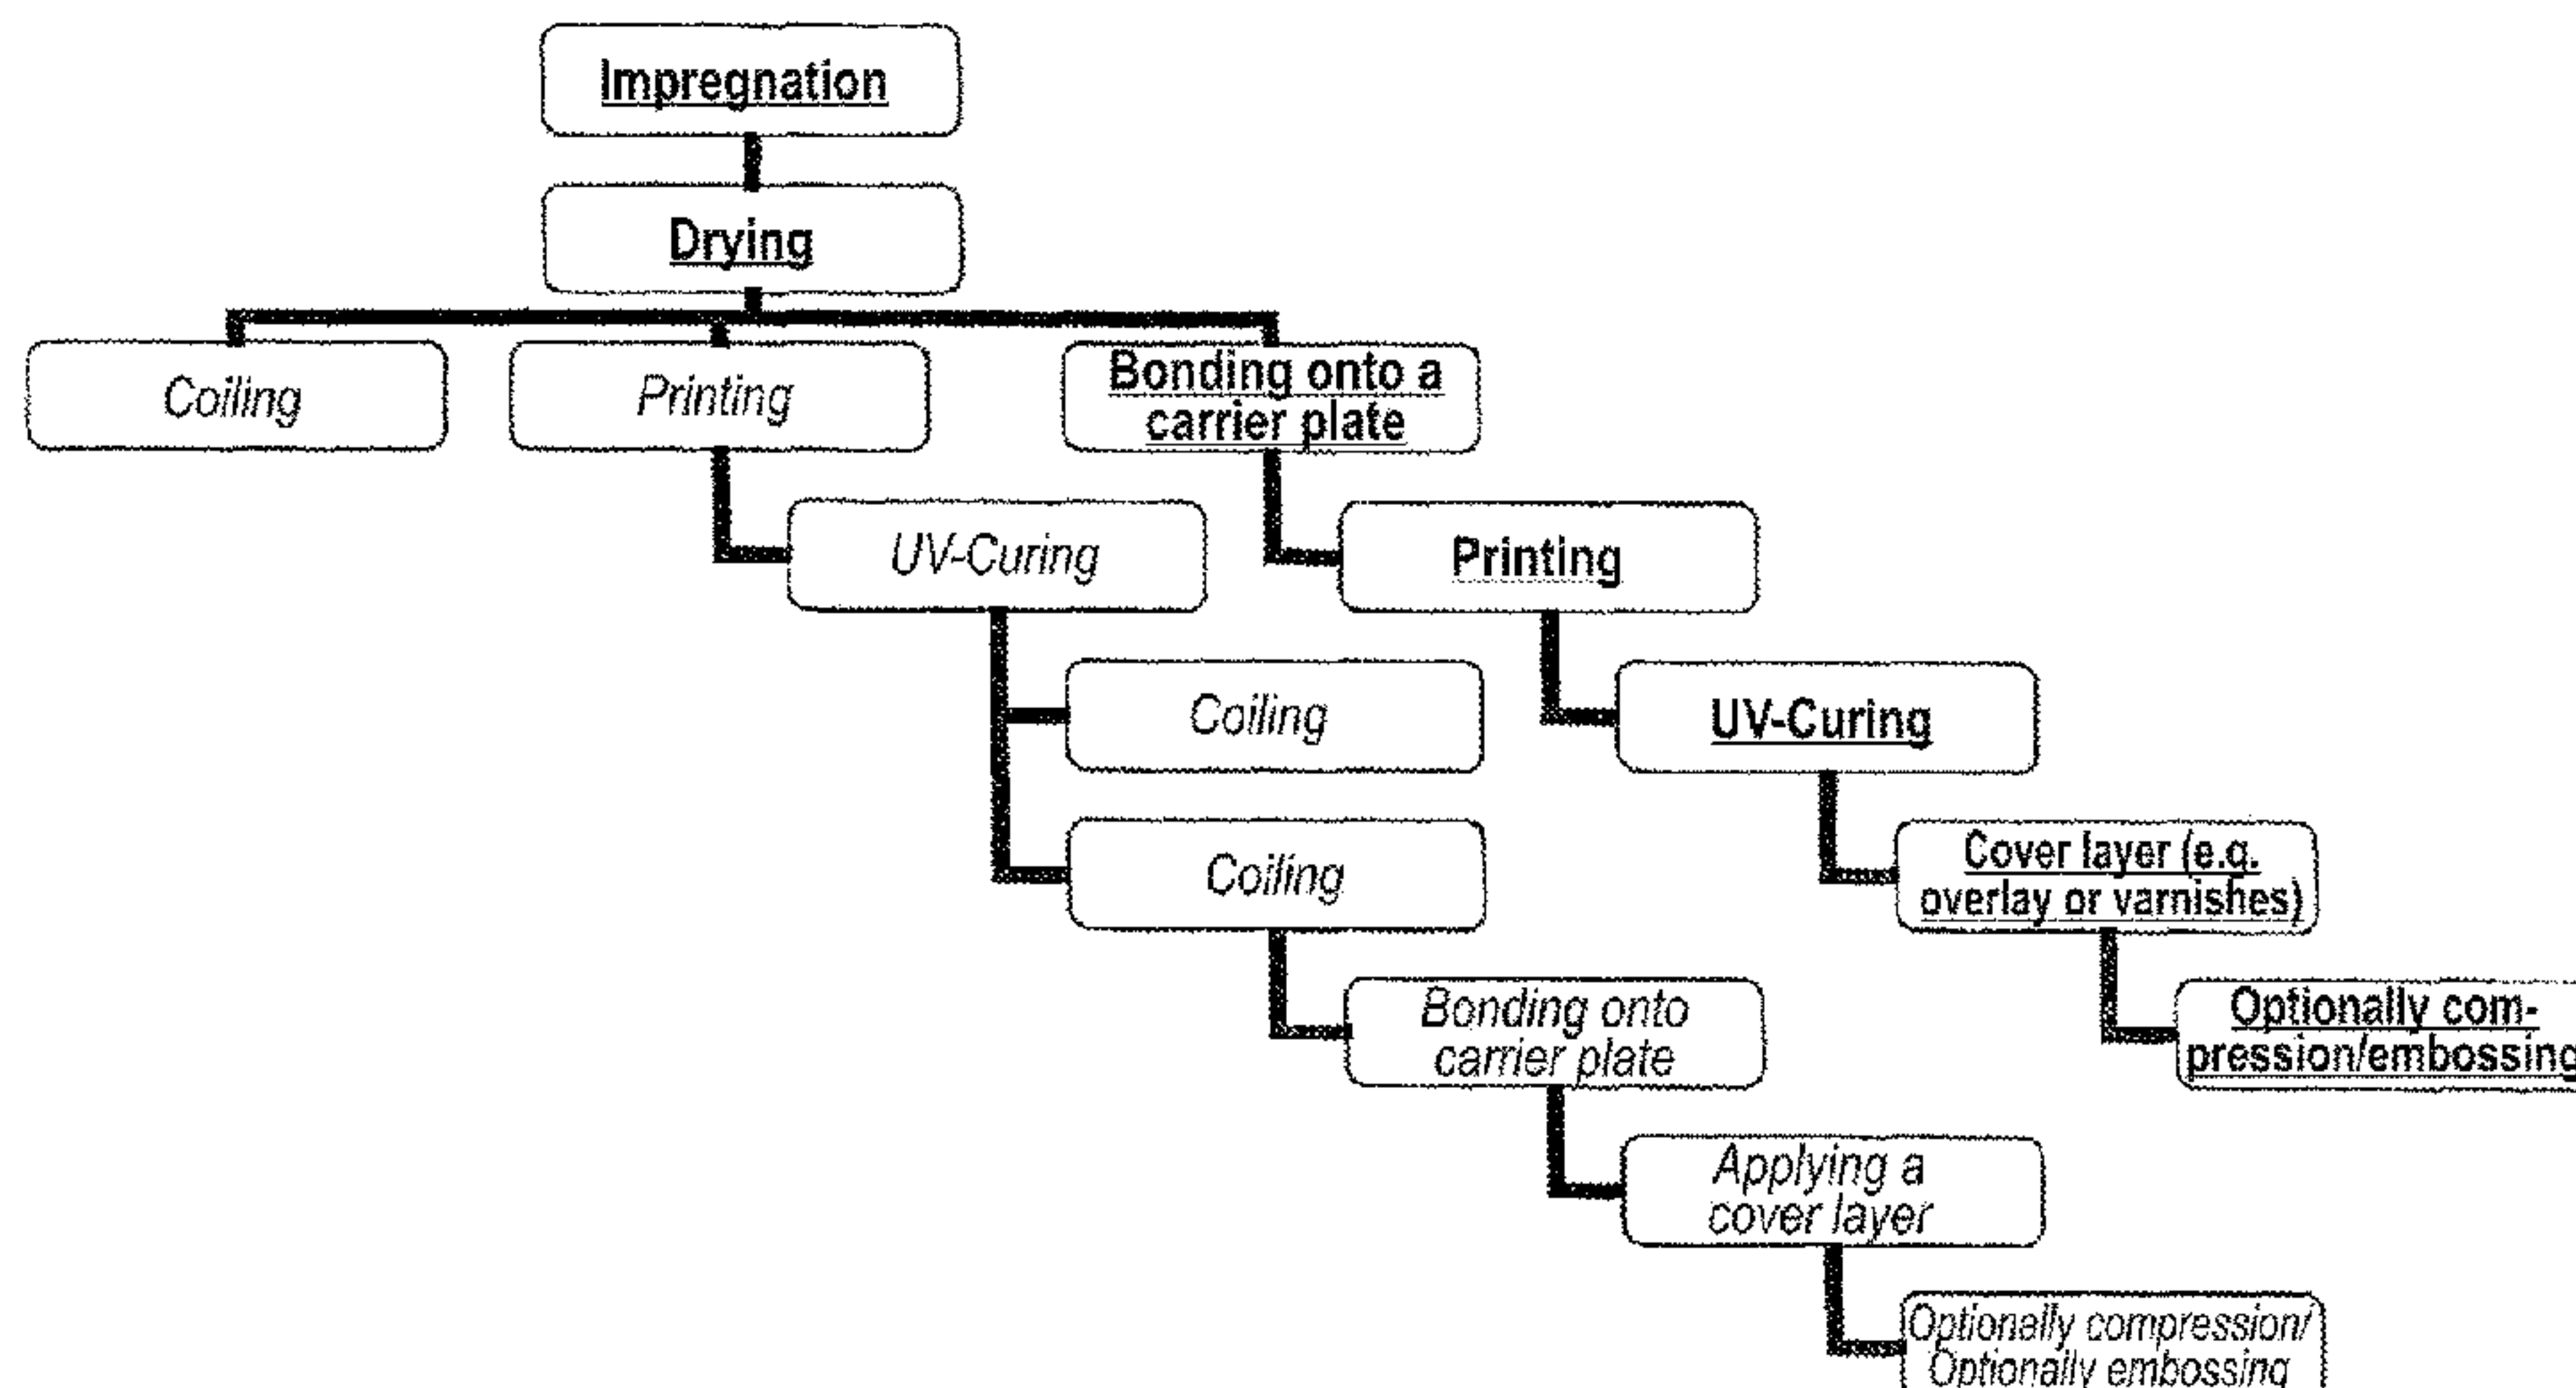 Impregnation
Drying
Coiling
Printing
Bonding onto a
carrier plate
UV-Curing
Printing
Coiling
UV-Curing
Coiling
Cover layer (e.g.
overlay or varnishes)
Bonding onto
carrier plate
Optionally com-
pression/embossing
Applying a
cover layer
Optionally compression/
Optionally embossing